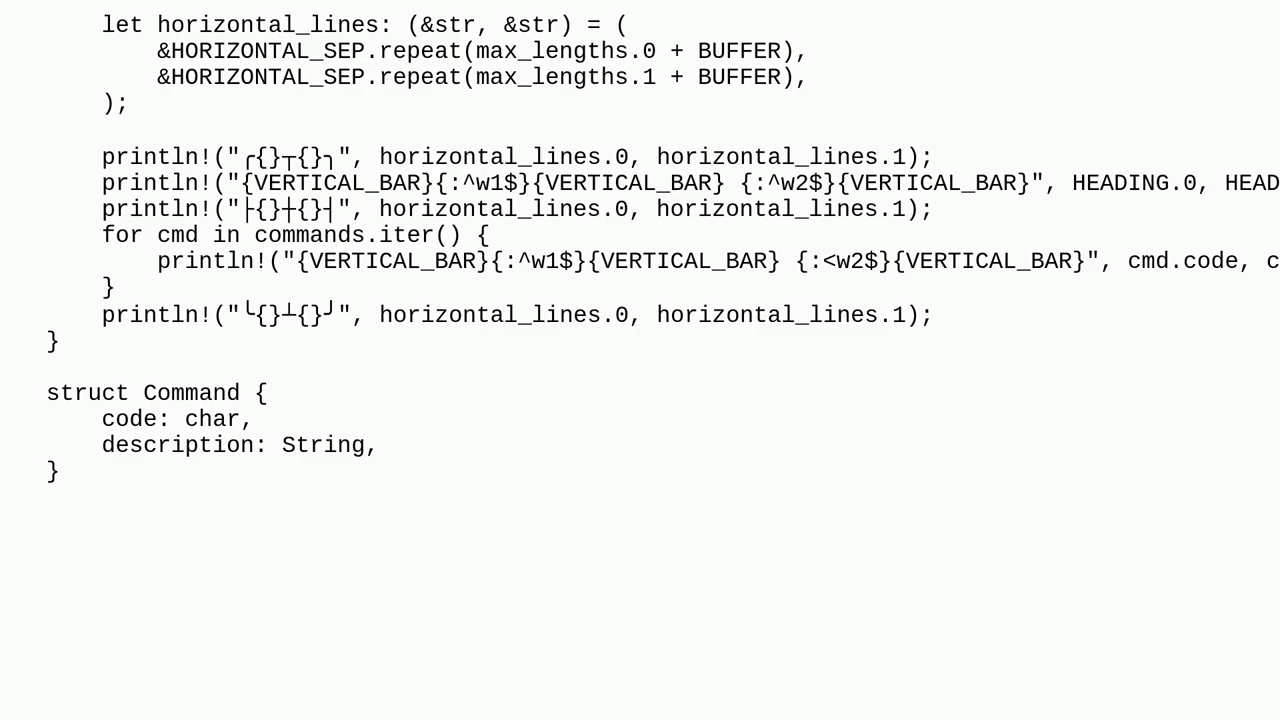 let horizontal_lines: (&str, &str) = (
&HORIZONTAL_SEP.repeat(max_lengths.0 + BUFFER),
&HORIZONTAL_SEP.repeat(max_lengths.1 + BUFFER),
);
println!("╭{}┬{}╮", horizontal_lines.0, horizontal_lines.1);
println!("{VERTICAL_BAR}{:^w1$}{VERTICAL_BAR} {:^w2$}{VERTICAL_BAR}", HEADING.0, HEAD
println!("├{}┼{}┤", horizontal_lines.0, horizontal_lines.1);
for cmd in commands.iter() {
println!("{VERTICAL_BAR}{:^w1$}{VERTICAL_BAR} {:<w2$}{VERTICAL_BAR}", cmd.code, c
}
println!("╰{}┴{}╯", horizontal_lines.0, horizontal_lines.1);
}
struct Command {
code: char,
description: String,
}